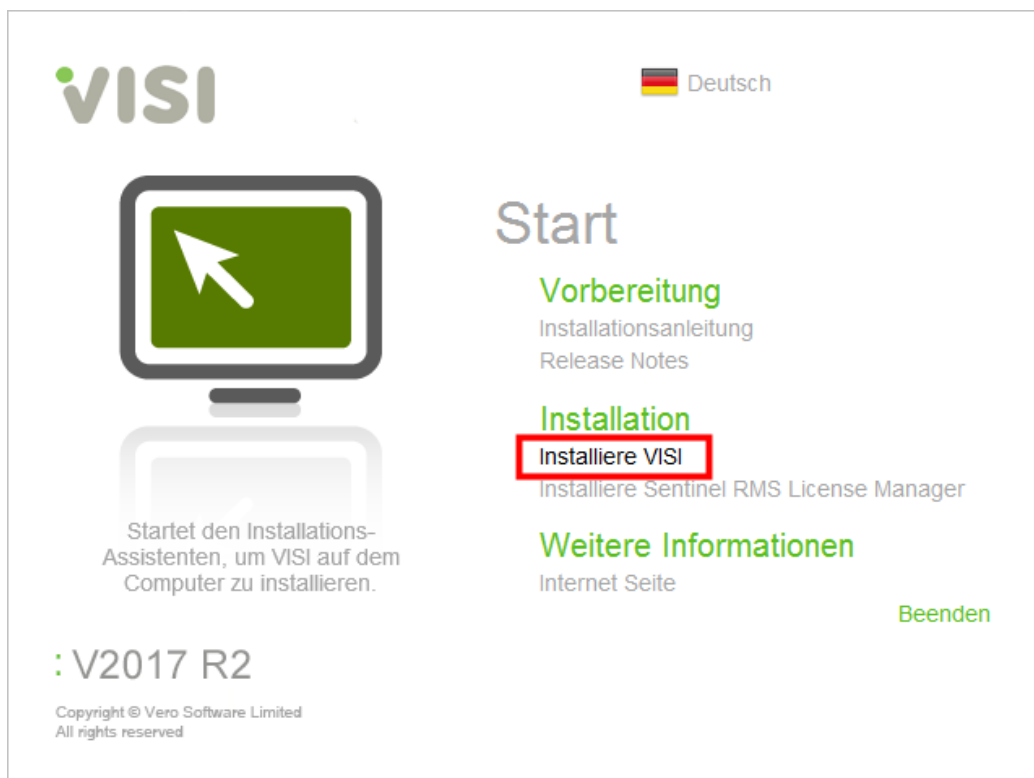 VISI
Deutsch
Start
Vorbereitung
Installationsanleitung
Release Notes
Installation
Installiere VISI
Installiere Sentinel RMS License Manager
Weitere Informationen
Internet Seite
Beenden
Startet den Installations-
Assistenten, um VISI auf dem
Computer zu installieren.
: V2017 R2
Copyright © Vero Software Limited
All rights reserved